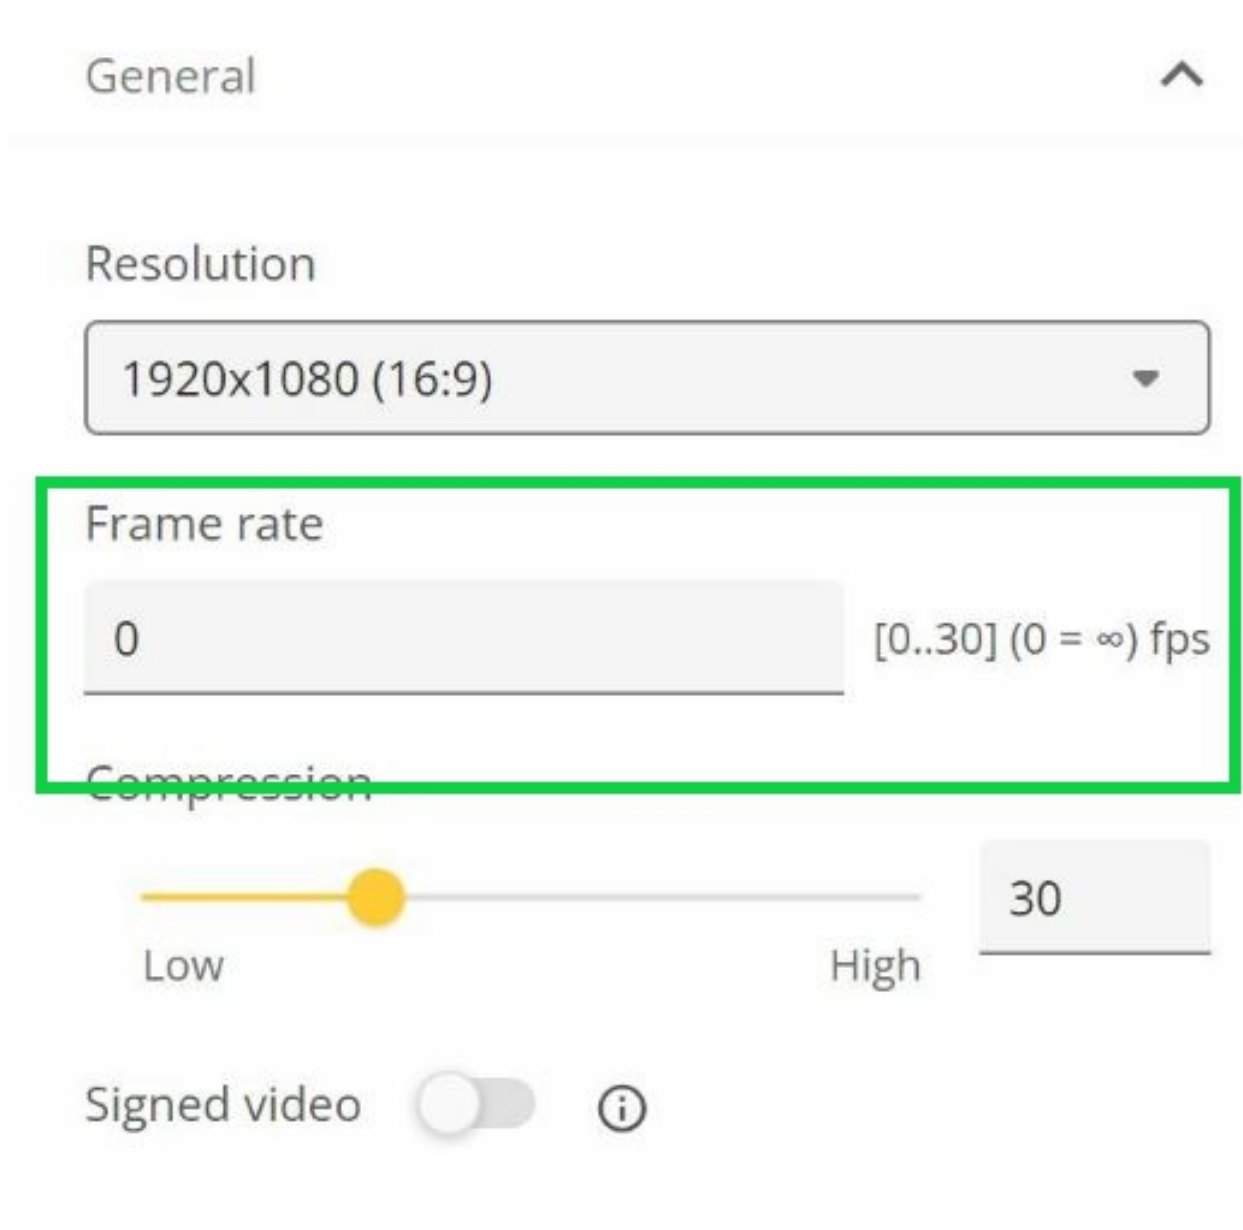 General
Resolution
1920x1080 (16:9)
Frame rate
0
[0..30] (0 = ∞) fps
Compression
30
Low
High
Signed video